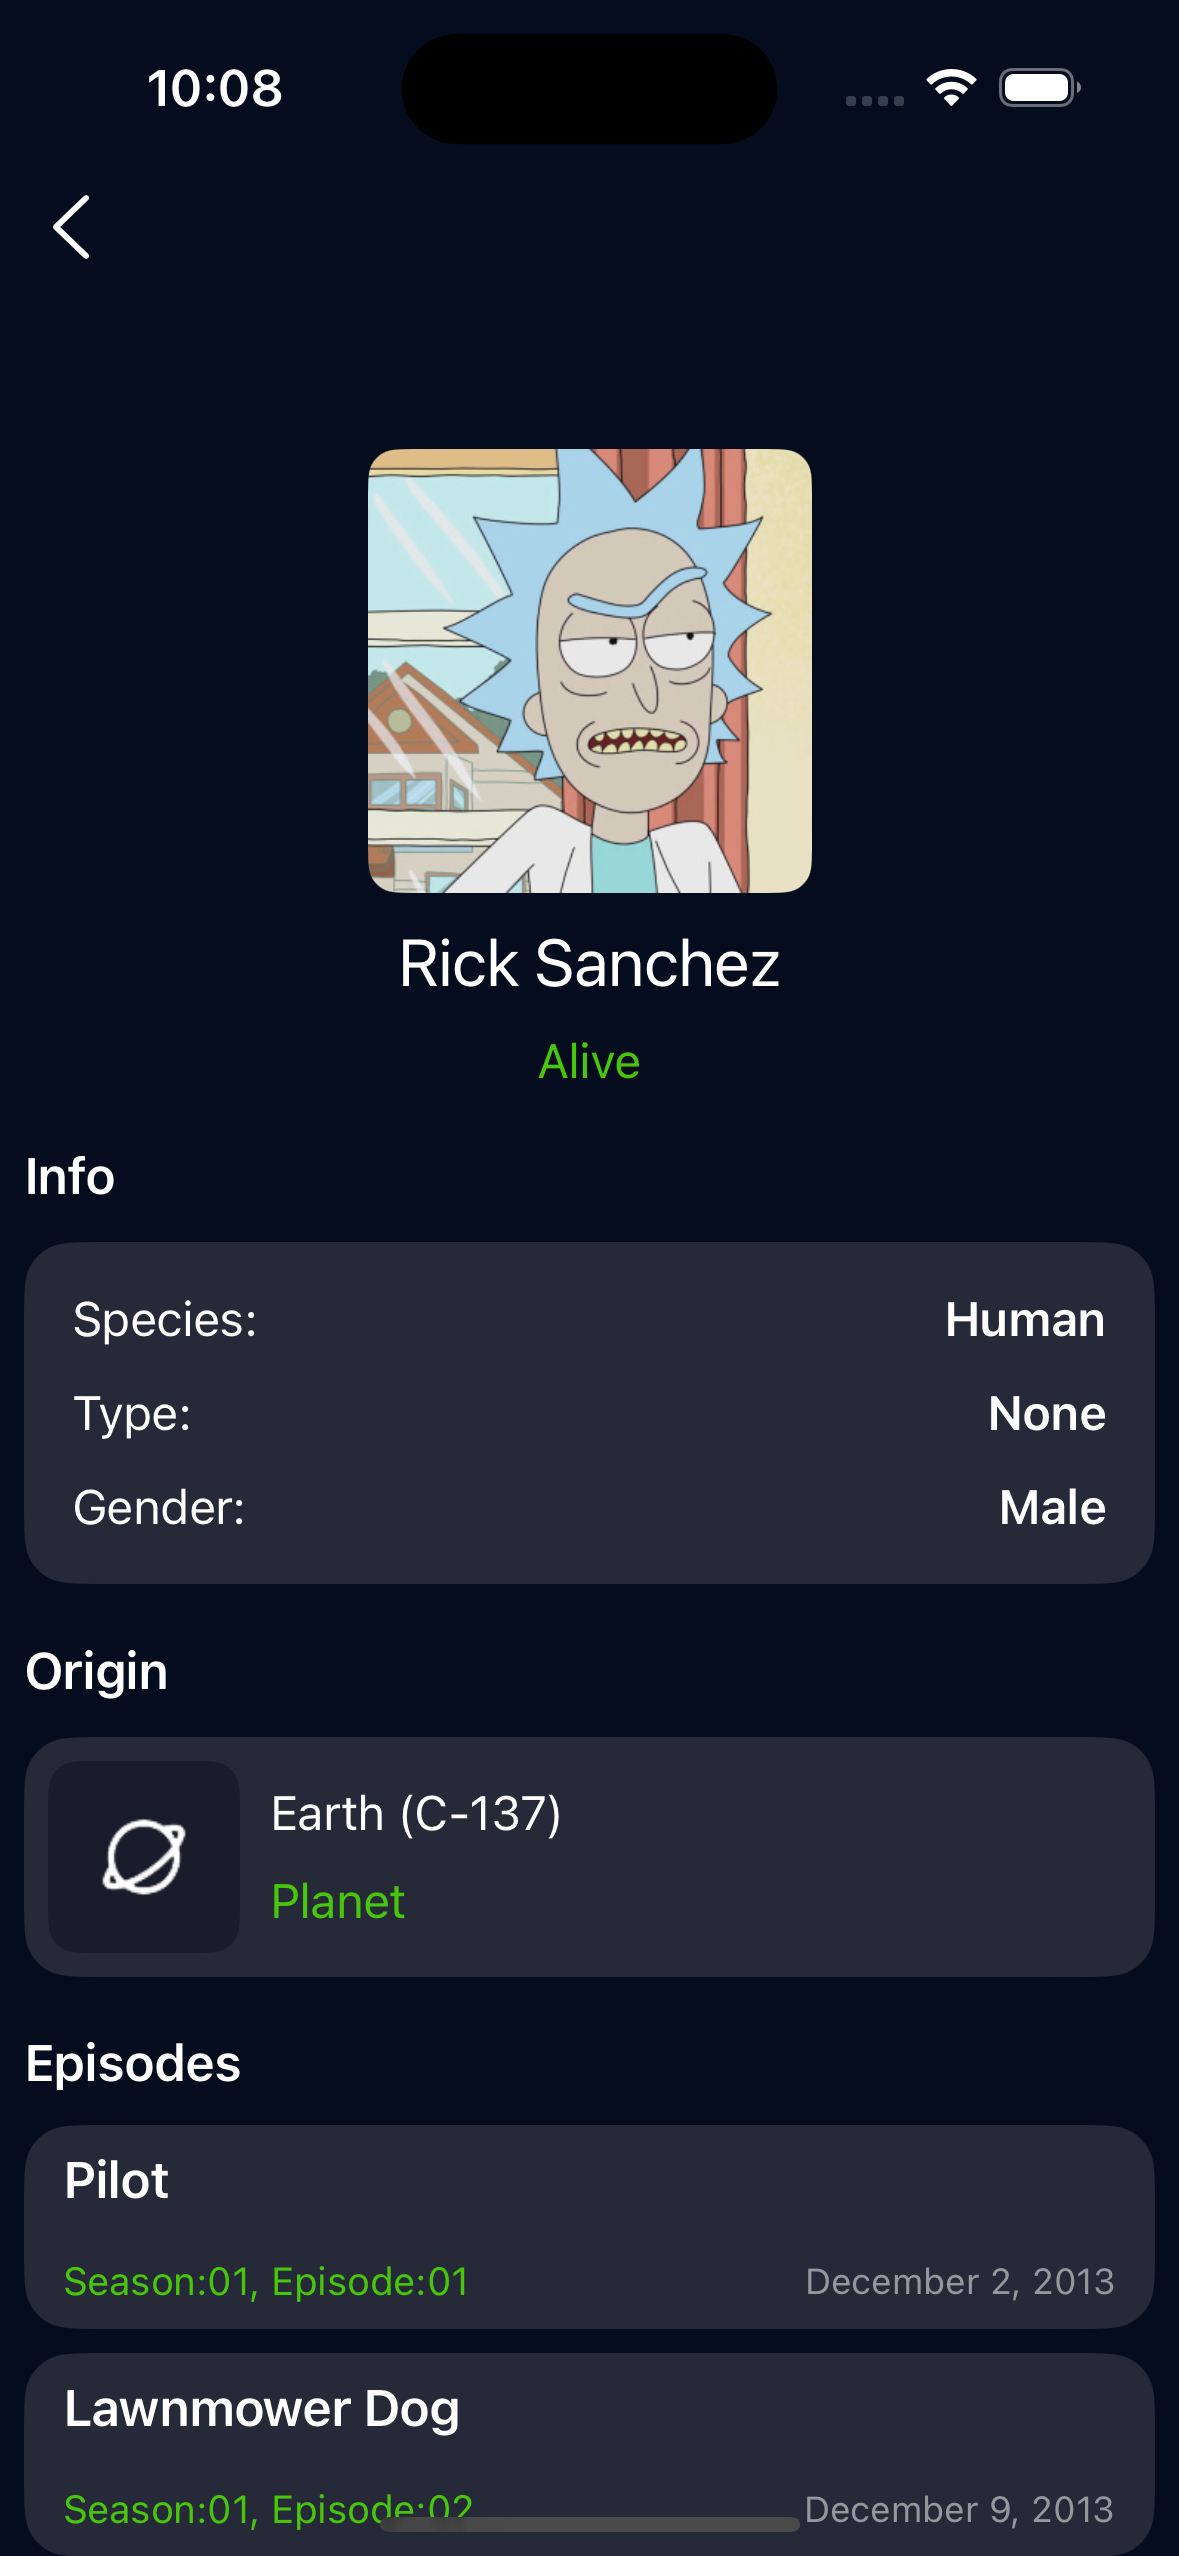 10:08
Rick Sanchez
Alive
Info
Species: Human
Type: None
Gender: Male
Origin
Earth (C-137)
Planet
Episodes
Pilot
Season:01, Episode:01 December 2, 2013
Lawnmower Dog
Season:01, Episode:02 December 9, 2013